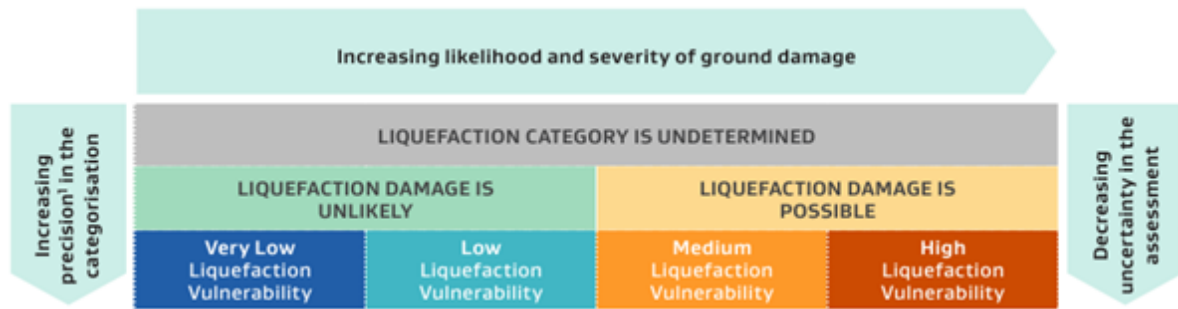 Increasing likelihood and severity of ground damage
Increasing
precision¹ in the
categorisation
LIQUEFACTION CATEGORY IS UNDETERMINED
LIQUEFACTION DAMAGE IS
UNLIKELY
LIQUEFACTION DAMAGE IS
POSSIBLE
Very Low
Liquefaction
Vulnerability
Low
Liquefaction
Vulnerability
Medium
Liquefaction
Vulnerability
High
Liquefaction
Vulnerability
Decreasing
uncertainty in the
assessment